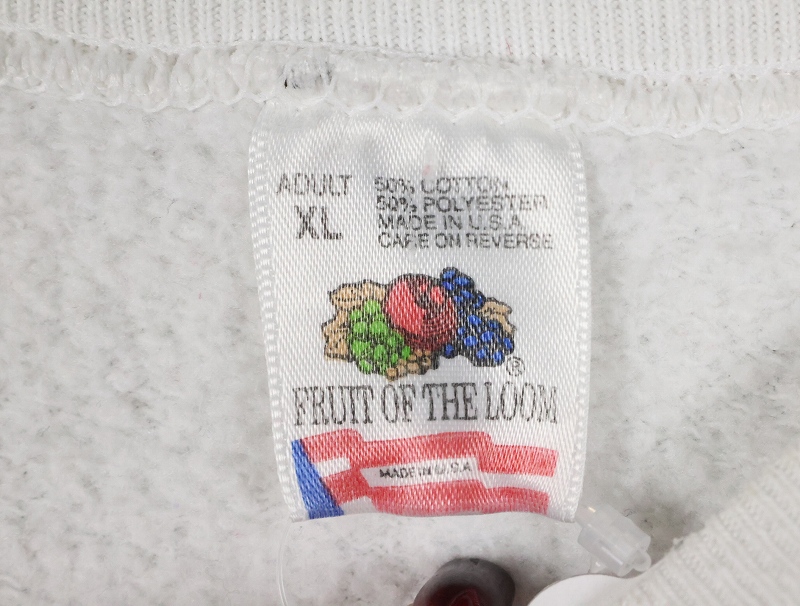 ADULT
XL
50% COTTON
50% POLYESTER
MADE IN U.S.A.
CARE ON REVERSE
®
FRUIT OF THE LOOM
MADE IN U.S.A.